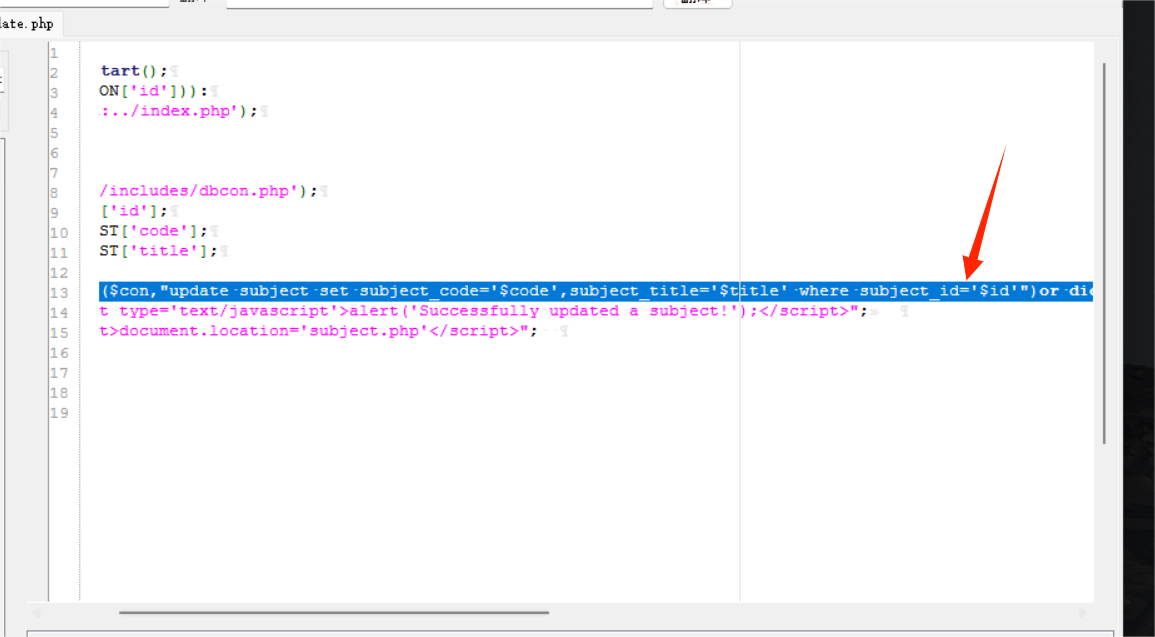 date.php
1
2 tart();
3 ON['id'])):
4 :../index.php');
5
6
7
8 /includes/dbcon.php');
9 ['id'];
10 ST['code'];
11 ST['title'];
12
13 ($con,"update subject set subject_code='$code',subject_title='$title' where subject_id='$id'")or die
14 t type='text/javascript'>alert('Successfully updated a subject!');</script>";
15 t>document.location='subject.php'</script>";
16
17
18
19